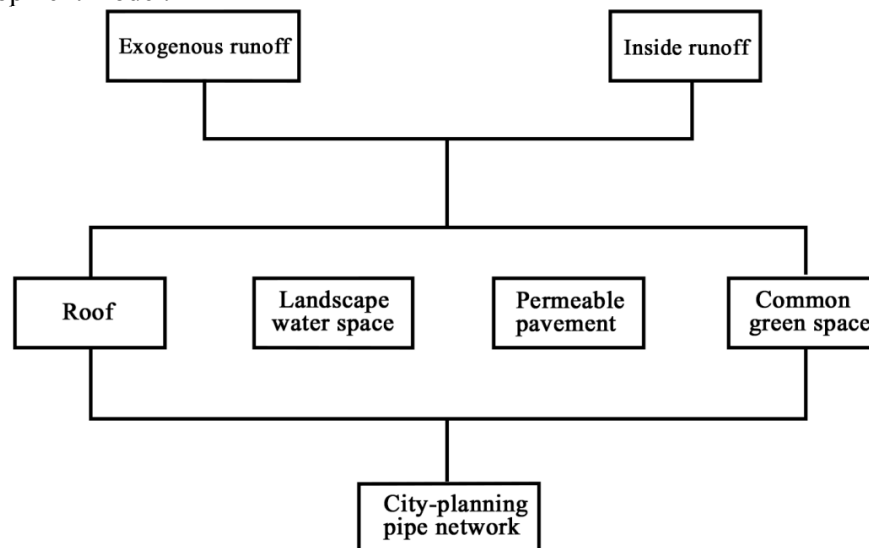 Exogenous runoff
Inside runoff
Roof
Landscape
water space
Permeable
pavement
Common
green space
City-planning
pipe network